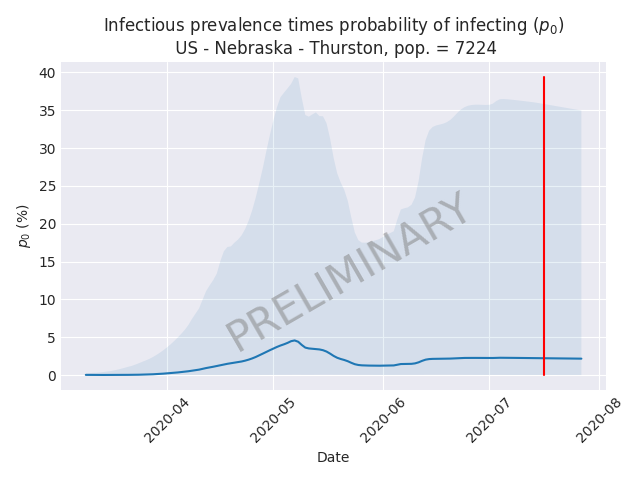 Infectious prevalence times probability of infecting (p₀)
US - Nebraska - Thurston, pop. = 7224
40
35
30
25
20
15
10
5
0
p₀ (%)
PRELIMINARY
2020-04
2020-05
2020-06
2020-07
2020-08
Date